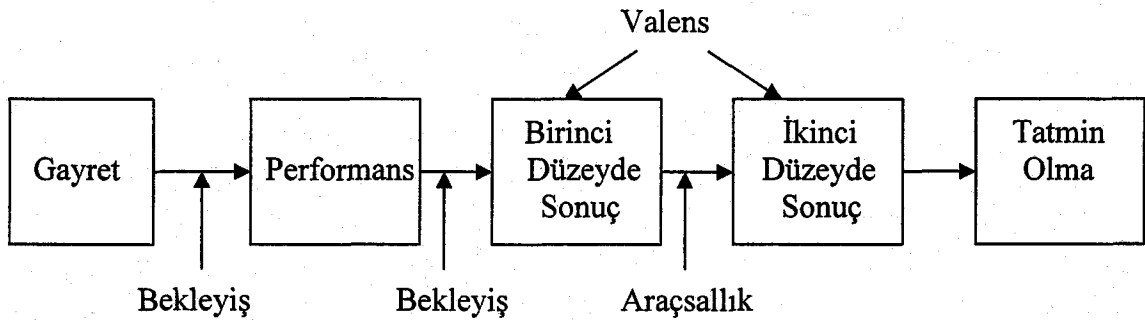 Valens
Gayret
Performans
Birinci
Düzeyde
Sonuç
İkinci
Düzeyde
Sonuç
Tatmin
Olma
Bekleyiş
Bekleyiş
Araçsallık